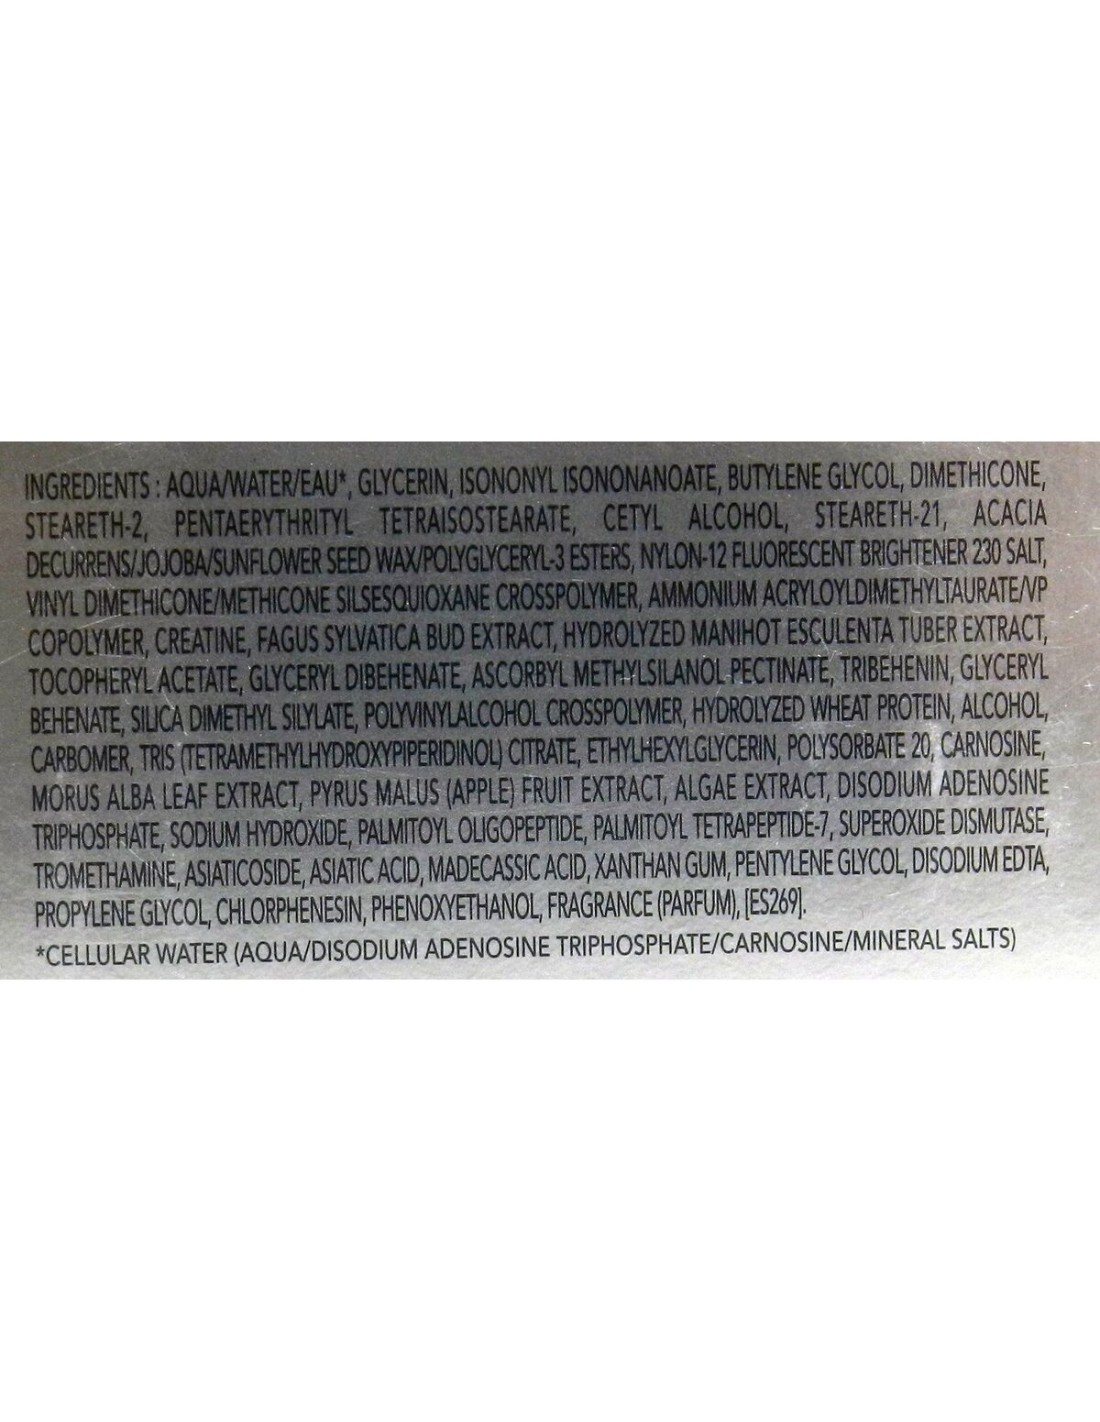 INGREDIENTS : AQUA/WATER/EAU*, GLYCERIN, ISONONYL ISONONANOATE, BUTYLENE GLYCOL, DIMETHICONE,
STEARETH-2, PENTAERYTHRITYL TETRAISOSTEARATE, CETYL ALCOHOL, STEARETH-21, ACACIA
DECURRENS/JOJOBA/SUNFLOWER SEED WAX/POLYGLYCERYL-3 ESTERS, NYLON-12 FLUORESCENT BRIGHTENER 230 SALT,
VINYL DIMETHICONE/METHICONE SILSESQUIOXANE CROSSPOLYMER, AMMONIUM ACRYLOYLDIMETHYLTAURATE/VP
COPOLYMER, CREATINE, FAGUS SYLVATICA BUD EXTRACT, HYDROLYZED MANIHOT ESCULENTA TUBER EXTRACT,
TOCOPHERYL ACETATE, GLYCERYL DIBEHENATE, ASCORBYL METHYLSILANOL PECTINATE, TRIBEHENIN, GLYCERYL
BEHENATE, SILICA DIMETHYL SILYLATE, POLYVINYLALCOHOL CROSSPOLYMER, HYDROLYZED WHEAT PROTEIN, ALCOHOL,
CARBOMER, TRIS (TETRAMETHYLHYDROXYPIPERIDINOL) CITRATE, ETHYLHEXYLGLYCERIN, POLYSORBATE 20, CARNOSINE,
MORUS ALBA LEAF EXTRACT, PYRUS MALUS (APPLE) FRUIT EXTRACT, ALGAE EXTRACT, DISODIUM ADENOSINE
TRIPHOSPHATE, SODIUM HYDROXIDE, PALMITOYL OLIGOPEPTIDE, PALMITOYL TETRAPEPTIDE-7, SUPEROXIDE DISMUTASE,
TROMETHAMINE, ASIATICOSIDE, ASIATIC ACID, MADECASSIC ACID, XANTHAN GUM, PENTYLENE GLYCOL, DISODIUM EDTA,
PROPYLENE GLYCOL, CHLORPHENESIN, PHENOXYETHANOL, FRAGRANCE (PARFUM), [ES269].
*CELLULAR WATER (AQUA/DISODIUM ADENOSINE TRIPHOSPHATE/CARNOSINE/MINERAL SALTS)